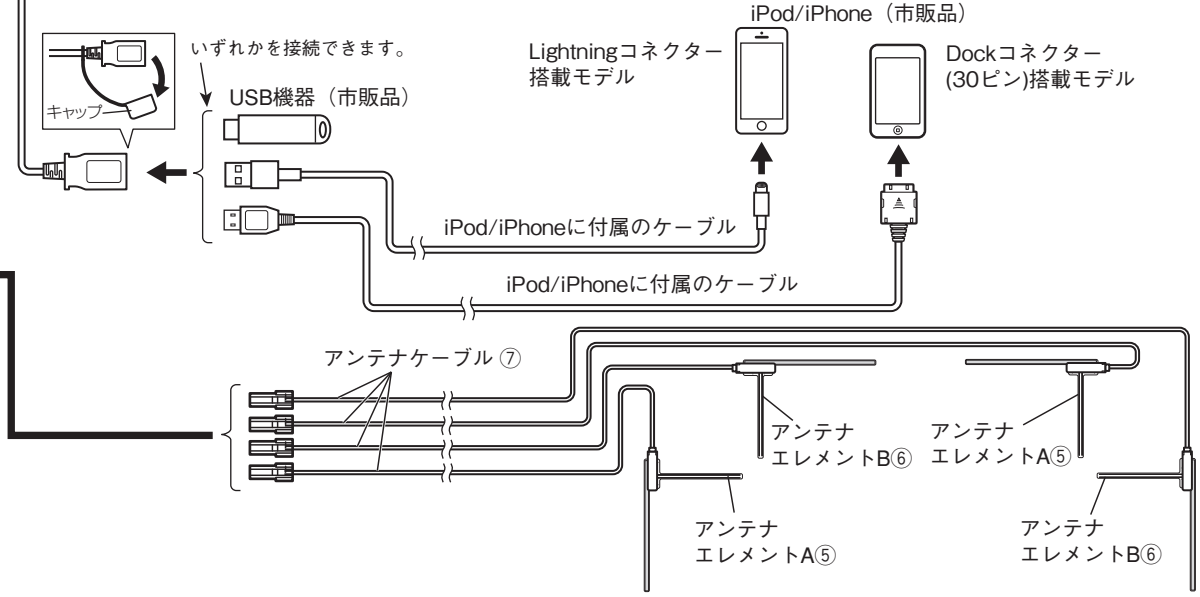 iPod/iPhone（市販品）
いずれかを接続できます。
Lightningコネクター
搭載モデル
Dockコネクター
(30ピン)搭載モデル
USB機器（市販品）
キャップ
iPod/iPhoneに付属のケーブル
iPod/iPhoneに付属のケーブル
アンテナケーブル ⑦
アンテナ
エレメントB⑥
アンテナ
エレメントA⑤
アンテナ
エレメントA⑤
アンテナ
エレメントB⑥